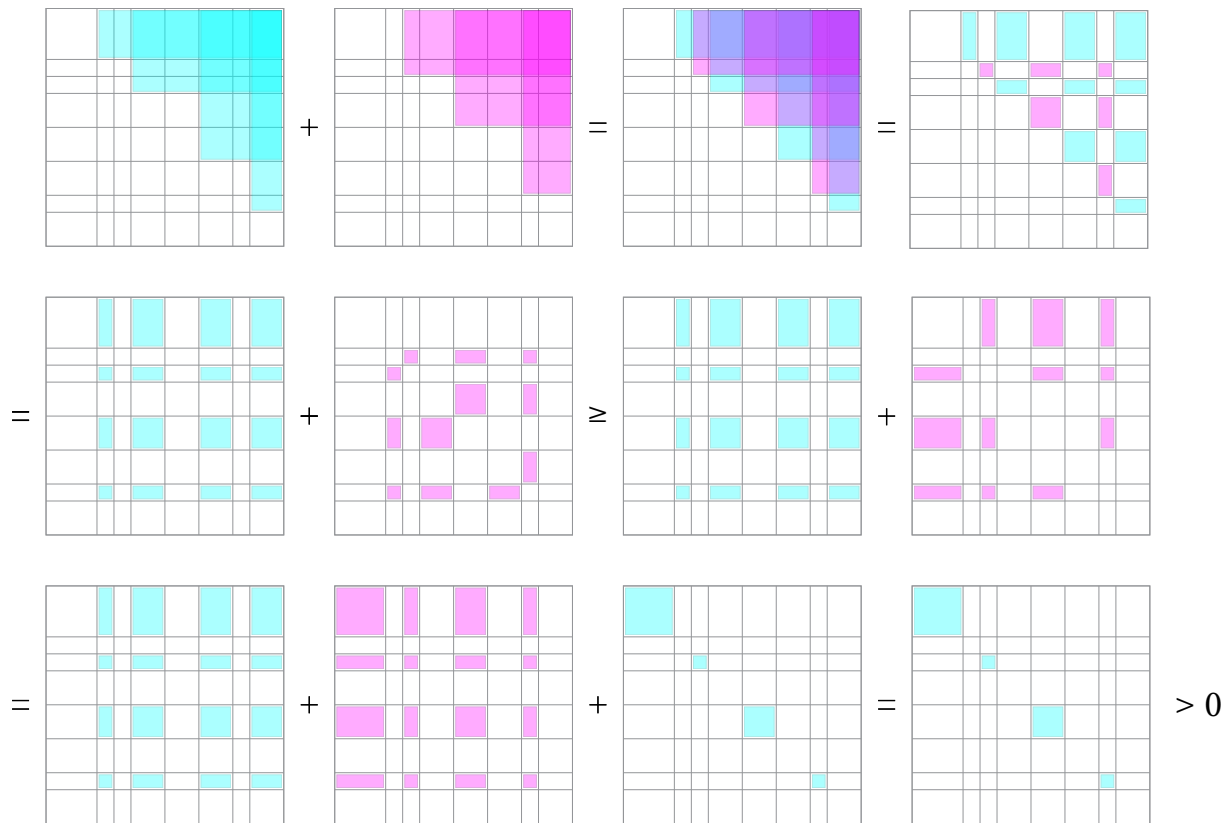 + = =
= + ≥ +
= + + = > 0